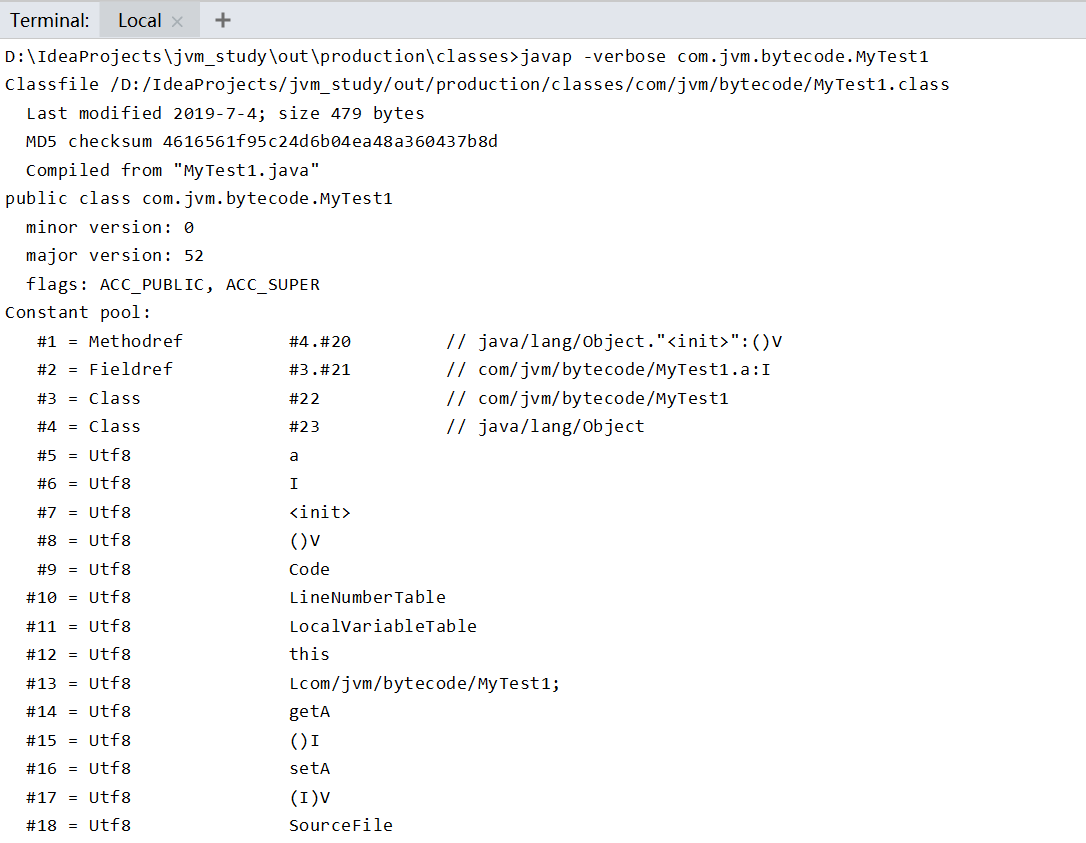 Terminal: Local × +
D:\IdeaProjects\jvm_study\out\production\classes>javap -verbose com.jvm.bytecode.MyTest1
Classfile /D:/IdeaProjects/jvm_study/out/production/classes/com/jvm/bytecode/MyTest1.class
  Last modified 2019-7-4; size 479 bytes
  MD5 checksum 4616561f95c24d6b04ea48a360437b8d
  Compiled from "MyTest1.java"
public class com.jvm.bytecode.MyTest1
  minor version: 0
  major version: 52
  flags: ACC_PUBLIC, ACC_SUPER
Constant pool:
   #1 = Methodref          #4.#20         // java/lang/Object."<init>":()V
   #2 = Fieldref           #3.#21         // com/jvm/bytecode/MyTest1.a:I
   #3 = Class              #22            // com/jvm/bytecode/MyTest1
   #4 = Class              #23            // java/lang/Object
   #5 = Utf8               a
   #6 = Utf8               I
   #7 = Utf8               <init>
   #8 = Utf8               ()V
   #9 = Utf8               Code
  #10 = Utf8               LineNumberTable
  #11 = Utf8               LocalVariableTable
  #12 = Utf8               this
  #13 = Utf8               Lcom/jvm/bytecode/MyTest1;
  #14 = Utf8               getA
  #15 = Utf8               ()I
  #16 = Utf8               setA
  #17 = Utf8               (I)V
  #18 = Utf8               SourceFile